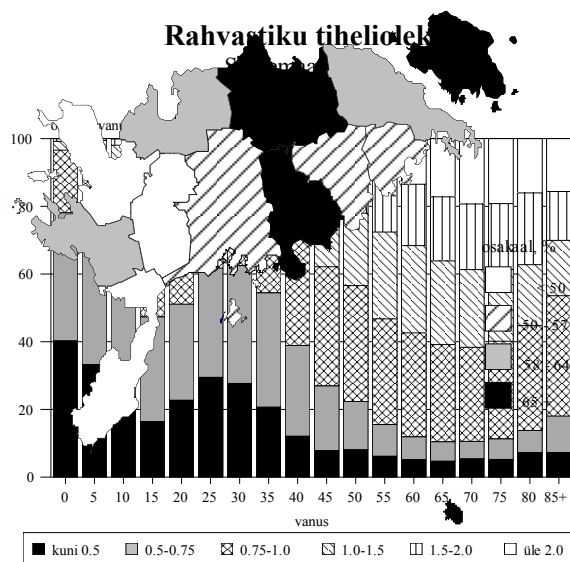 Rahvastiku tihedolek
osakaal, %
100
80
60
40
20
0
< 50
50 - 57
58 - 64
65 +
0 5 10 15 20 25 30 35 40 45 50 55 60 65 70 75 80 85+
vanus
kuni 0.5 0.5-0.75 0.75-1.0 1.0-1.5 1.5-2.0 üle 2.0